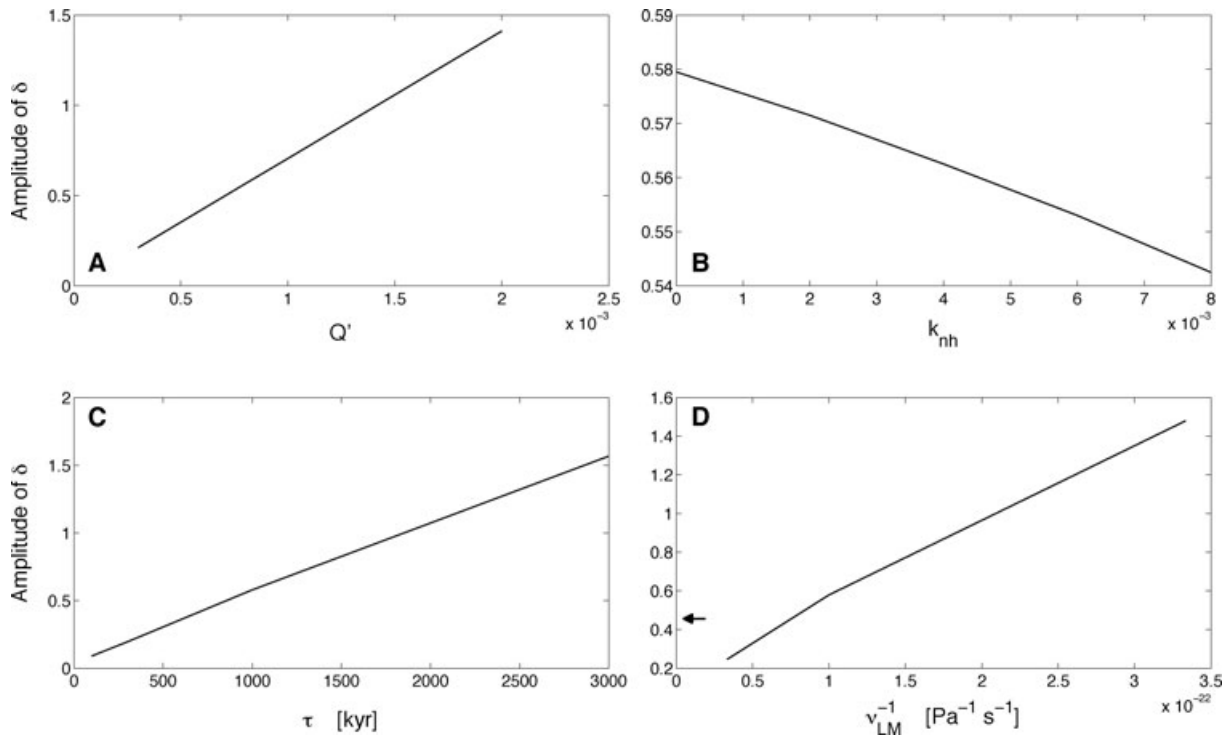 1.5
1
0.5
0
Amplitude of δ
A
0 0.5 1 1.5 2 2.5
x 10⁻³
Q'
0.59
0.58
0.57
0.56
0.55
0.54
B
0 1 2 3 4 5 6 7 8
x 10⁻³
kₙₕ
2
1.5
1
0.5
0
Amplitude of δ
C
0 500 1000 1500 2000 2500 3000
τ [kyr]
1.6
1.4
1.2
1
0.8
0.6
0.4
0.2
D
0 0.5 1 1.5 2 2.5 3 3.5
x 10⁻²²
ν_LM⁻¹ [Pa⁻¹ s⁻¹]